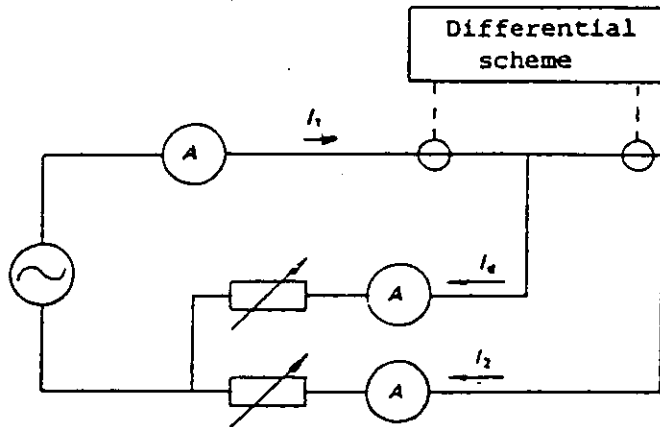 Differential
scheme
I₁
A
I_d
A
I₂
A